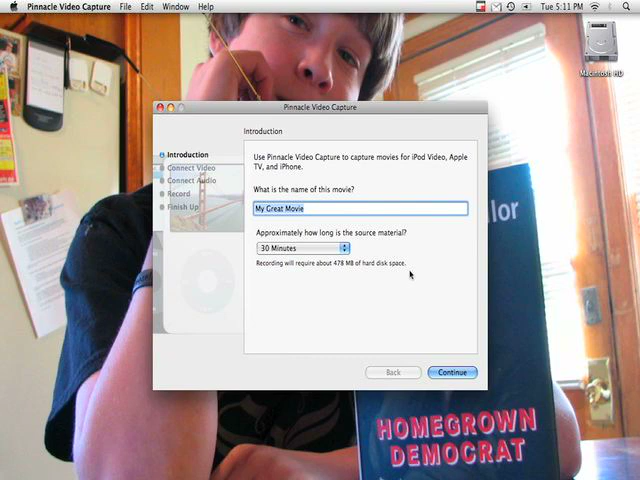 Pinnacle Video Capture File Edit Window Help
Tue 5:11 PM
Macintosh HD
Pinnacle Video Capture
Introduction
Introduction
Connect Video
Connect Audio
Record
Finish Up
Use Pinnacle Video Capture to capture movies for iPod Video, Apple
TV, and iPhone.
What is the name of this movie?
My Great Movie
Approximately how long is the source material?
30 Minutes
Recording will require about 478 MB of hard disk space.
Back Continue
lor
HOMEGROWN
DEMOCRAT